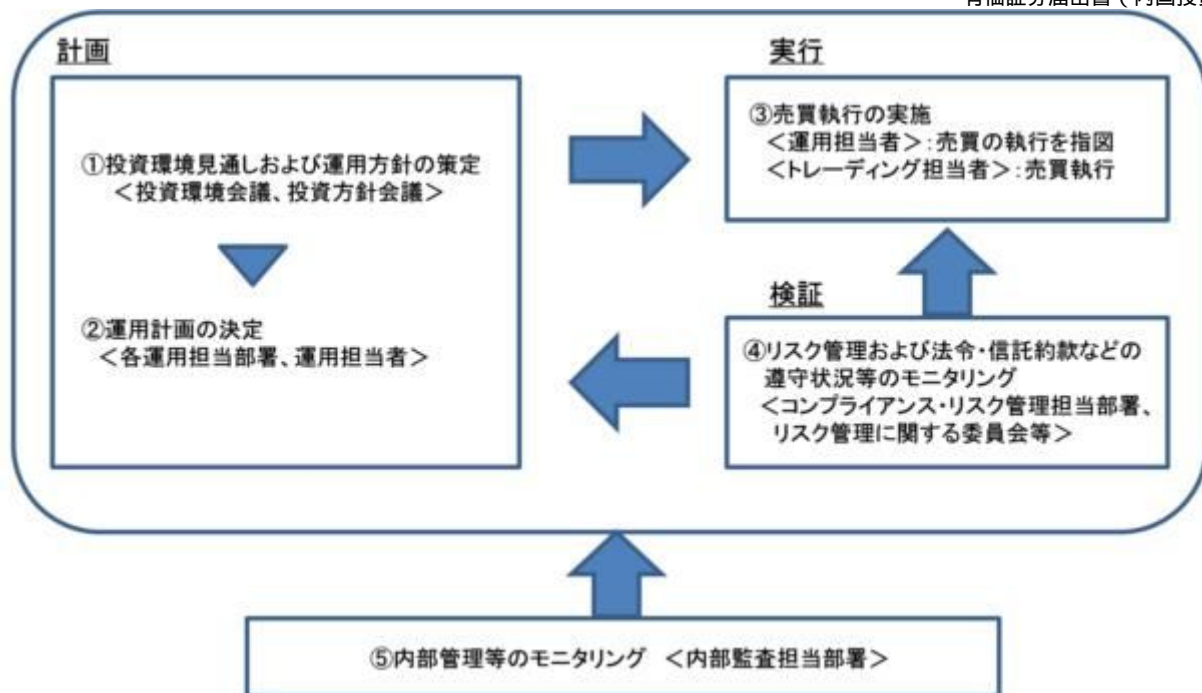 計画
①投資環境見通しおよび運用方針の策定
＜投資環境会議、投資方針会議＞
②運用計画の決定
＜各運用担当部署、運用担当者＞
実行
③売買執行の実施
＜運用担当者＞：売買の執行を指図
＜トレーディング担当者＞：売買執行
検証
④リスク管理および法令・信託約款などの
遵守状況等のモニタリング
＜コンプライアンス・リスク管理担当部署、
リスク管理に関する委員会等＞
⑤内部管理等のモニタリング ＜内部監査担当部署＞